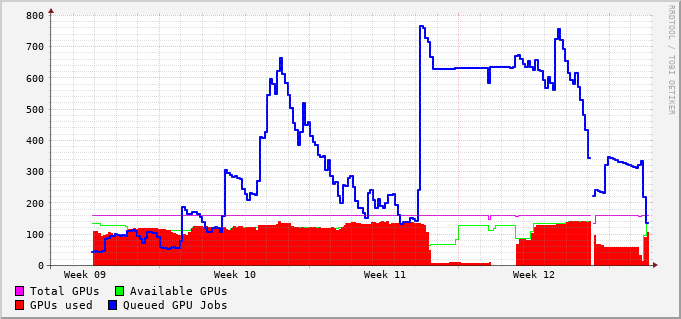 800
700
600
500
400
300
200
100
0
Week 09 Week 10 Week 11 Week 12
Total GPUs Available GPUs
GPUs used Queued GPU Jobs
RRDTOOL / TOBI OETIKER